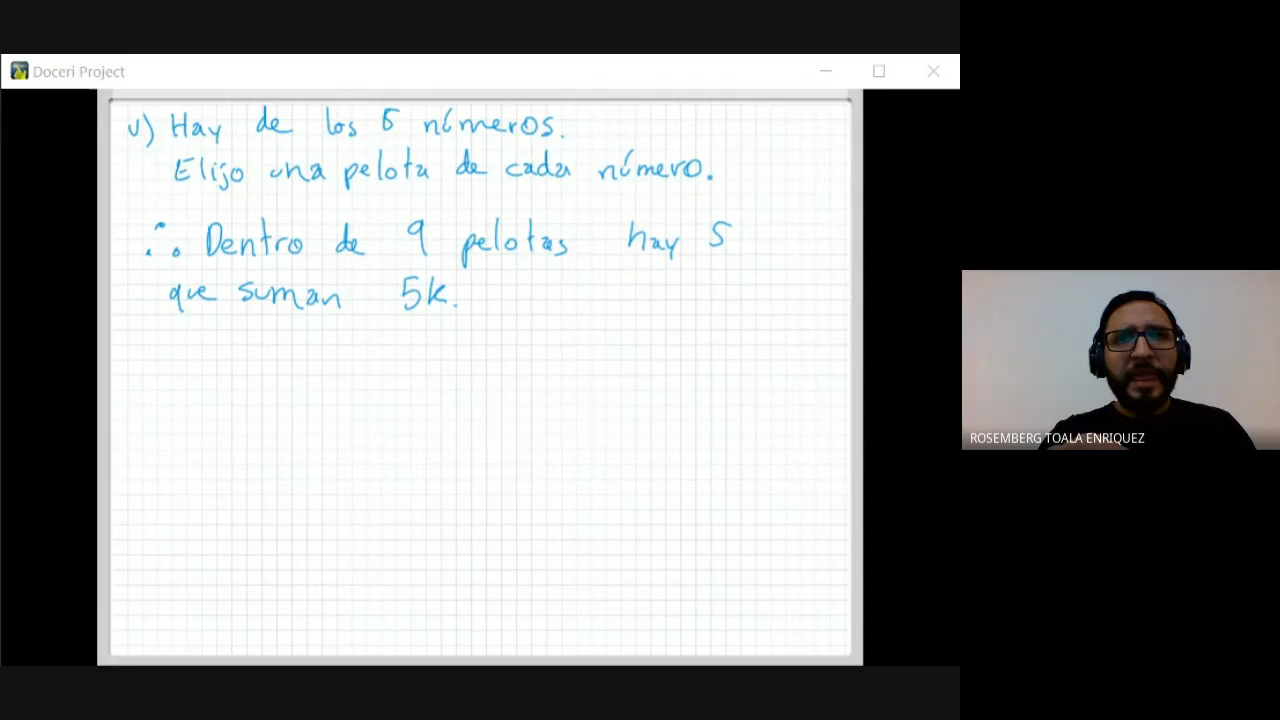 Doceri Project
v) Hay de los 5 números.
Elijo una pelota de cada número.
∴ Dentro de 9 pelotas hay 5
que suman 5k.
ROSEMBERG TOALA ENRIQUEZ